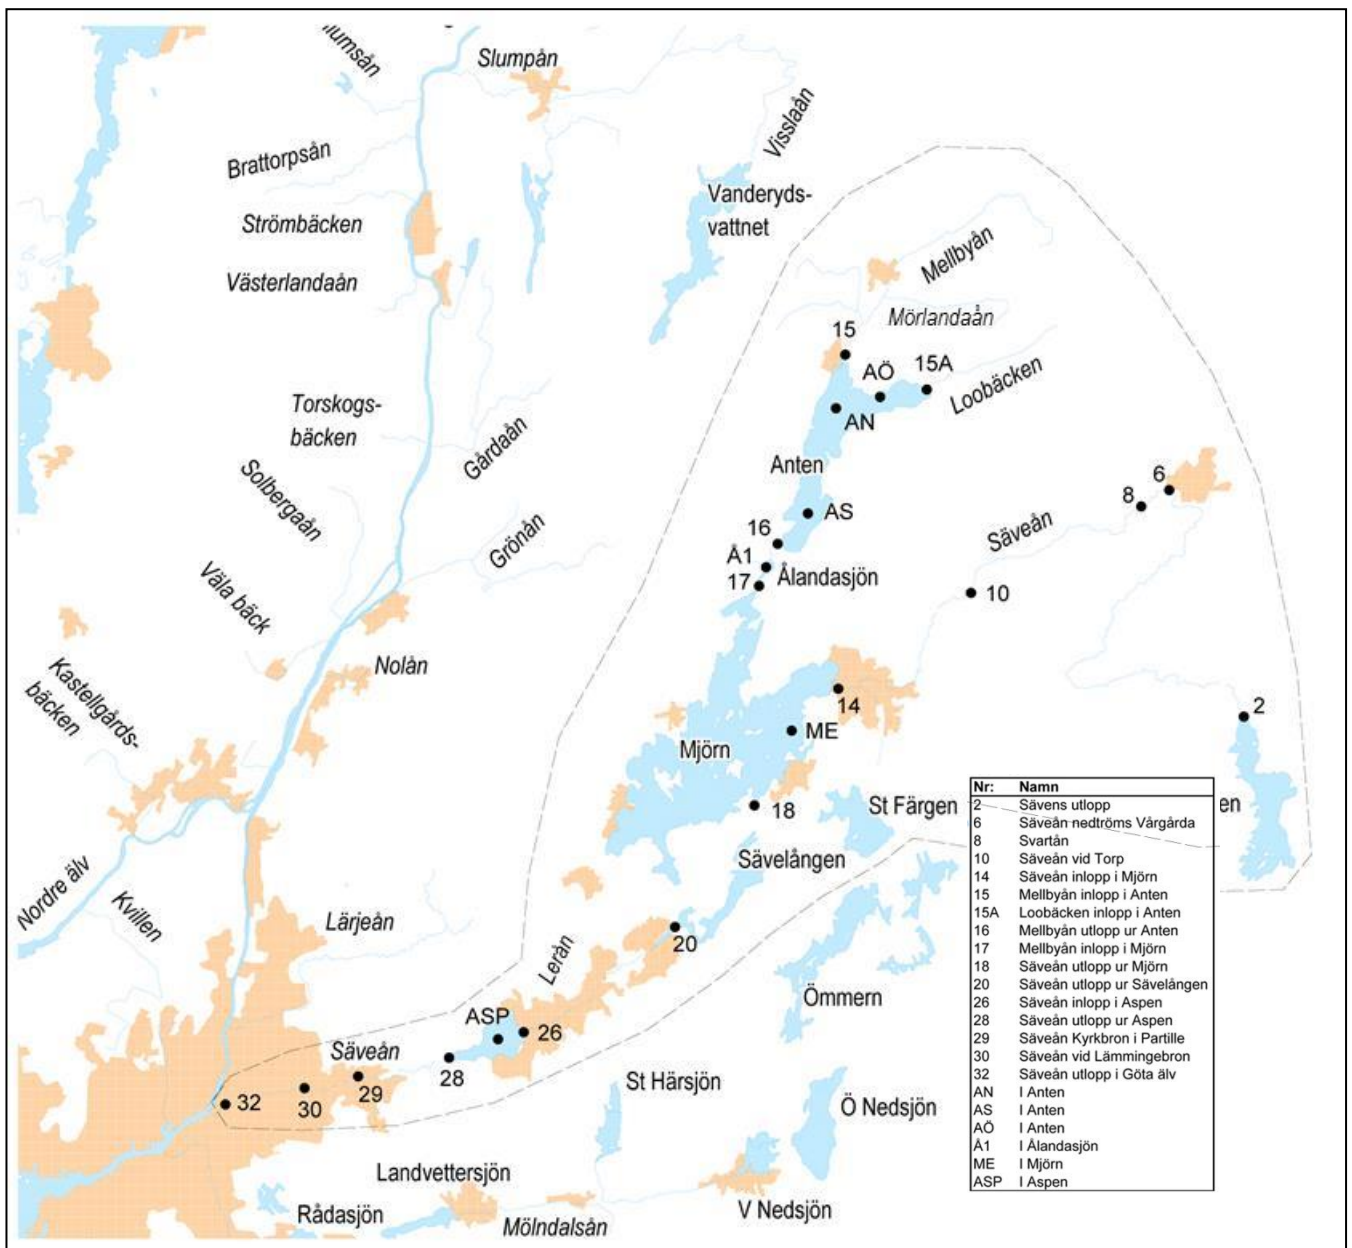 Slumpån
Visslaån
Brattorpsån
Vanderyds-
vattnet
Strömbäcken
Mellbyån
Västerlandaån
Mörlandaån
15
15A
AÖ
Loobäcken
AN
Torskogs-
bäcken
Gårdaån
Anten
Solbergaån
6
8
AS
Säveån
16
Grönån
Å1
Ålandasjön
17
10
Väla bäck
Nolån
Kastellgårds-
bäcken
14
2
ME
Mjörn
18
St Färgen
en
Sävelången
Nordre älv
Kvillen
Lärjeån
20
Lerån
Ömmern
ASP
26
Säveån
28
29
St Härsjön
30
32
Ö Nedsjön
Landvettersjön
Rådasjön
Mölndalsån
V Nedsjön
Nr: Namn
2 Sävens utlopp
6 Säveån nedtröms Vårgårda
8 Svartån
10 Säveån vid Torp
14 Säveån inlopp i Mjörn
15 Mellbyån inlopp i Anten
15A Loobäcken inlopp i Anten
16 Mellbyån utlopp ur Anten
17 Mellbyån inlopp i Mjörn
18 Säveån utlopp ur Mjörn
20 Säveån utlopp ur Sävelången
26 Säveån inlopp i Aspen
28 Säveån utlopp ur Aspen
29 Säveån Kyrkbron i Partille
30 Säveån vid Lämmingebron
32 Säveån utlopp i Göta älv
AN I Anten
AS I Anten
AÖ I Anten
Å1 I Ålandasjön
ME I Mjörn
ASP I Aspen